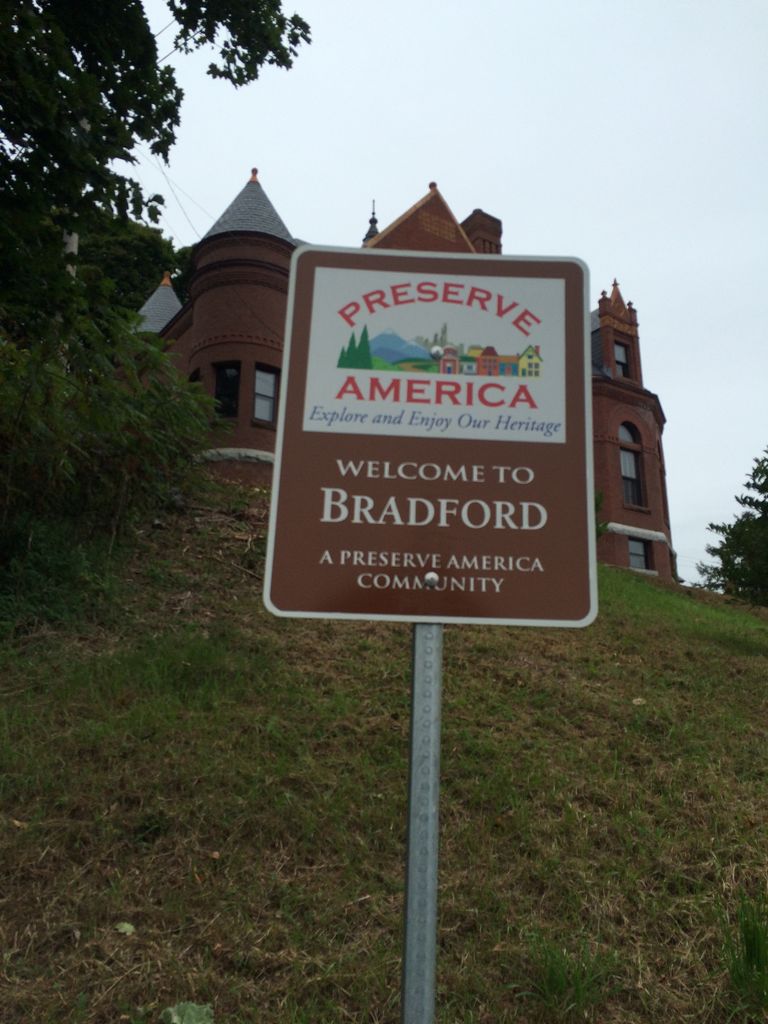 PRESERVE
AMERICA
Explore and Enjoy Our Heritage
WELCOME TO
BRADFORD
A PRESERVE AMERICA
COMMUNITY